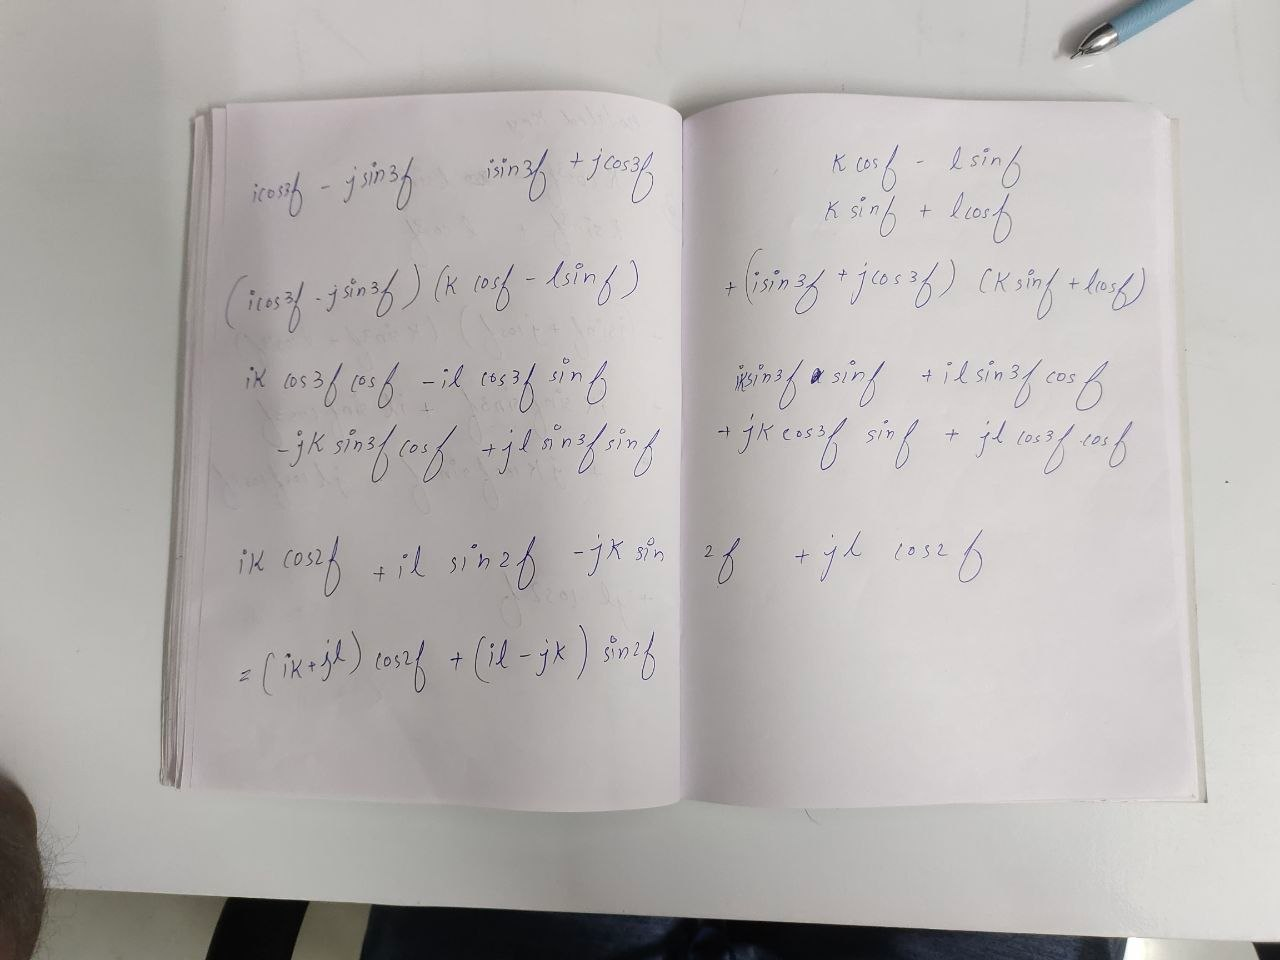 icos3f - jsin3f isin3f + jcos3f
k cosf - l sinf
k sinf + lcosf
(icos3f - jsin3f) (k cosf - lsinf) + (isin3f + jcos3f) (ksinf + lcosf)
ik cos3f cosf - il cos3f sinf
- jk sin3f cosf + jl sin3f sinf
iksin3f sinf + il sin3f cosf
+ jk cos3f sinf + jl cos3f cosf
ik cos2f + il sin2f - jk sin 2f + jl cos2f
= (ik + jl) cos2f + (il - jk) sin2f